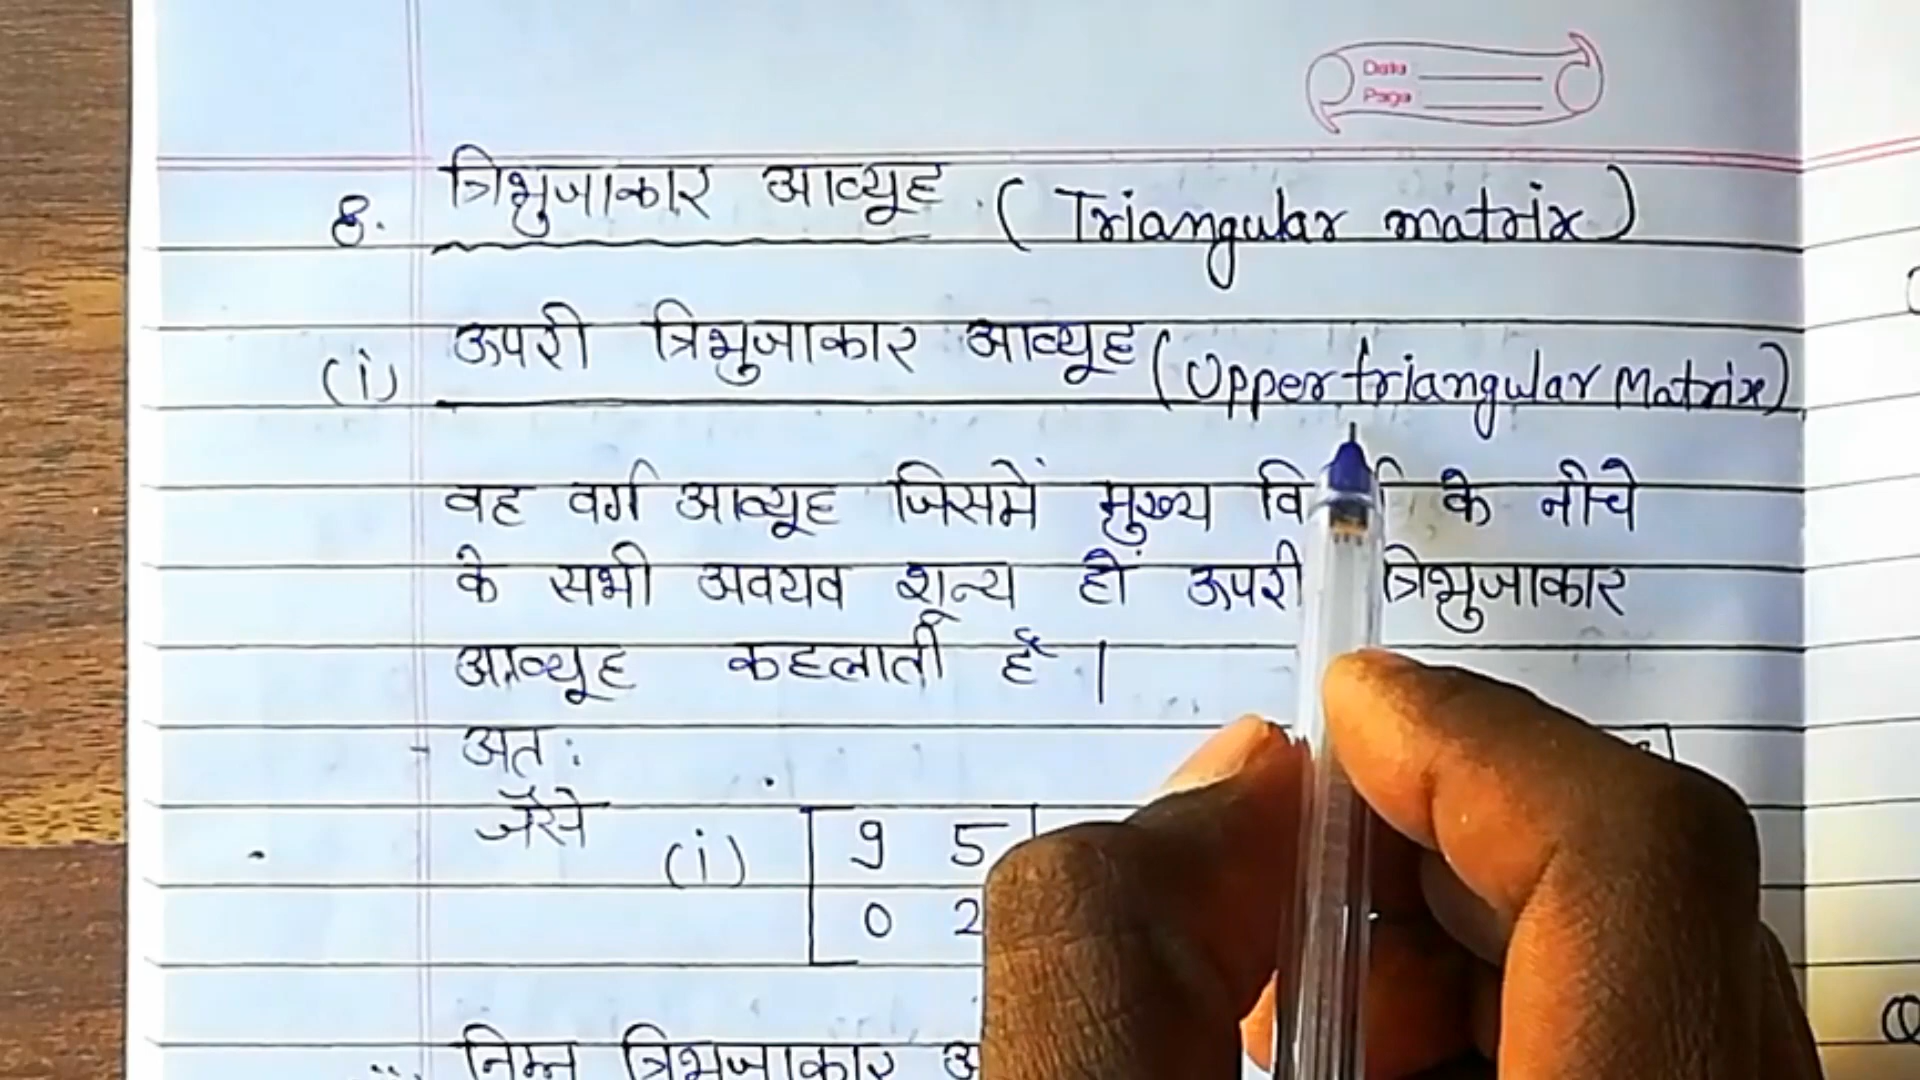 Date
Page
8. त्रिभुजाकार आव्यूह (Triangular matrix)
(i) ऊपरी त्रिभुजाकार आव्यूह (Upper triangular Matrix)
वह वर्ग आव्यूह जिसमें मुख्य के नीचे
के सभी अवयव शून्य हों ऊपरी त्रिभुजाकार
आव्यूह कहलाती है ।
अतः
जैसे (i) 9 5
0 2
निम्न त्रिभुजाकार